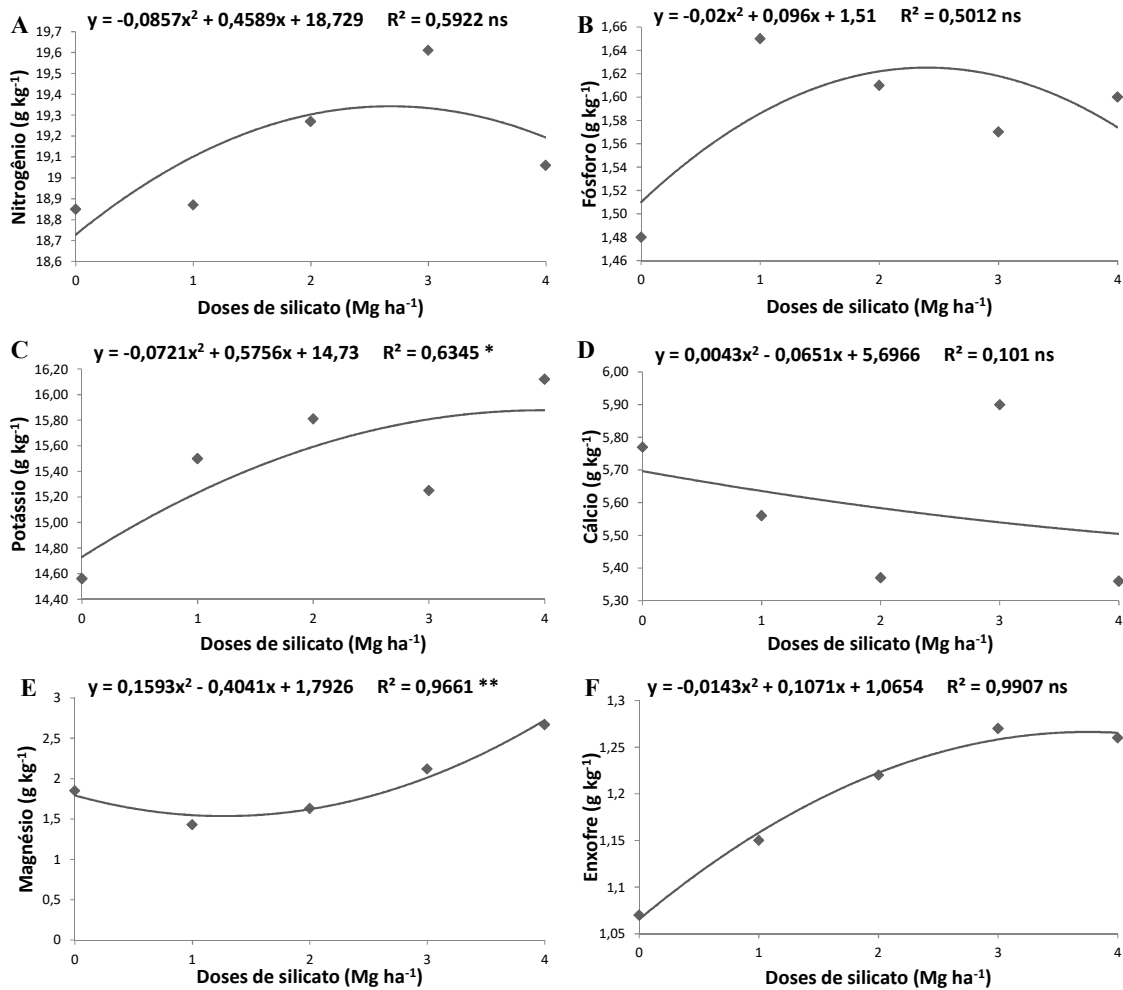 A
y = -0,0857x² + 0,4589x + 18,729 R² = 0,5922 ns
19,7
19,6
19,5
19,4
19,3
19,2
19,1
19
18,9
18,8
18,7
18,6
0 1 2 3 4
Nitrogênio (g kg⁻¹)
Doses de silicato (Mg ha⁻¹)
B
y = -0,02x² + 0,096x + 1,51 R² = 0,5012 ns
1,66
1,64
1,62
1,60
1,58
1,56
1,54
1,52
1,50
1,48
1,46
0 1 2 3 4
Fósforo (g kg⁻¹)
Doses de silicato (Mg ha⁻¹)
C
y = -0,0721x² + 0,5756x + 14,73 R² = 0,6345 *
16,20
16,00
15,80
15,60
15,40
15,20
15,00
14,80
14,60
14,40
0 1 2 3 4
Potássio (g kg⁻¹)
Doses de silicato (Mg ha⁻¹)
D
y = 0,0043x² - 0,0651x + 5,6966 R² = 0,101 ns
6,00
5,90
5,80
5,70
5,60
5,50
5,40
5,30
0 1 2 3 4
Cálcio (g kg⁻¹)
Doses de silicato (Mg ha⁻¹)
E
y = 0,1593x² - 0,4041x + 1,7926 R² = 0,9661 **
3
2,5
2
1,5
1
0,5
0
0 1 2 3 4
Magnésio (g kg⁻¹)
Doses de silicato (Mg ha⁻¹)
F
y = -0,0143x² + 0,1071x + 1,0654 R² = 0,9907 ns
1,3
1,25
1,2
1,15
1,1
1,05
0 1 2 3 4
Enxofre (g kg⁻¹)
Doses de silicato (Mg ha⁻¹)